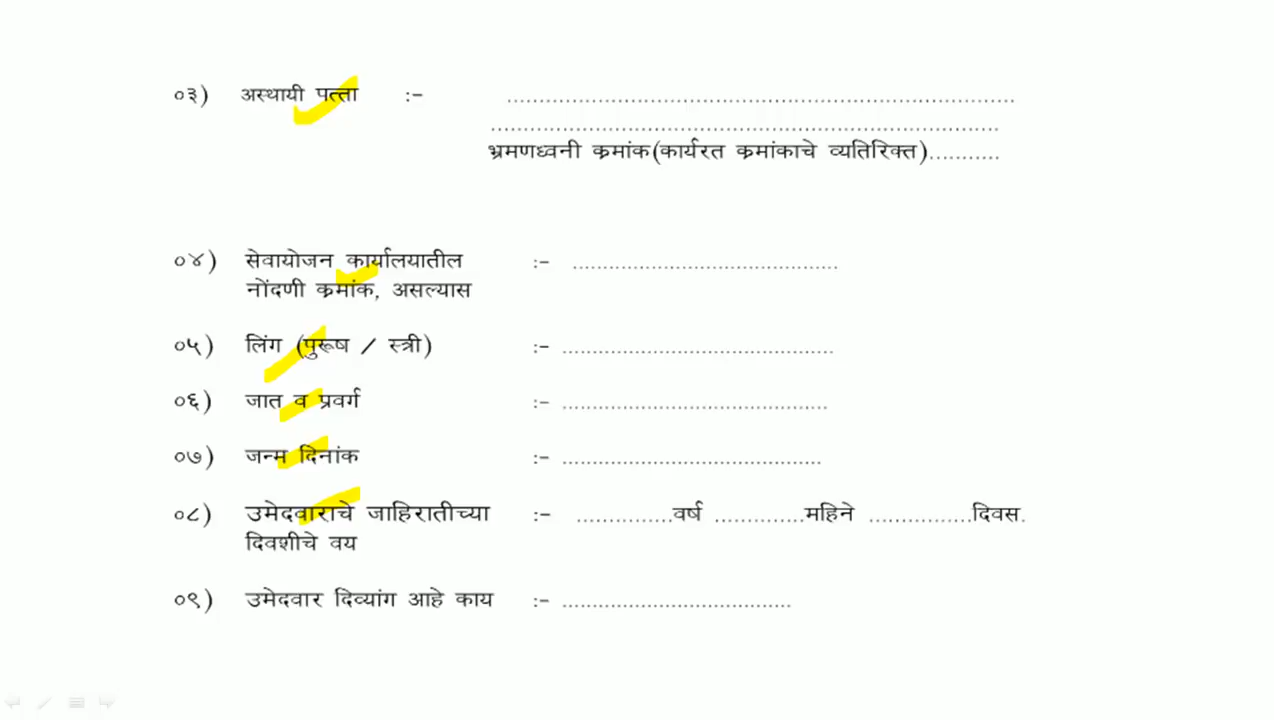 ०३) अस्थायी पत्ता :- ................................................................................
................................................................................
भ्रमणध्वनी क्रमांक(कार्यरत क्रमांकाचे व्यतिरिक्त)...........
०४) सेवायोजन कार्यालयातील :- ..........................................
नोंदणी क्रमांक, असल्यास
०५) लिंग (पुरूष / स्त्री) :- ...........................................
०६) जात व प्रवर्ग :- ..........................................
०७) जन्म दिनांक :- .........................................
०८) उमेदवाराचे जाहिरातीच्या :- ...............वर्ष ..............महिने ................दिवस.
दिवशीचे वय
०९) उमेदवार दिव्यांग आहे काय :- ....................................